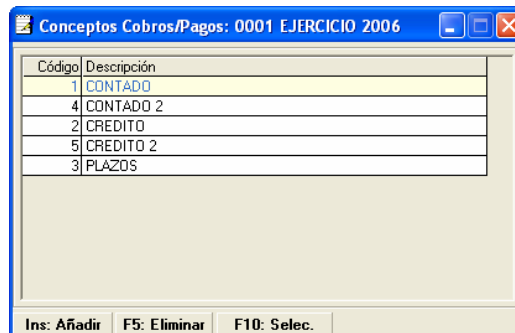 Conceptos Cobros/Pagos: 0001 EJERCICIO 2006
Código Descripción
1 CONTADO
4 CONTADO 2
2 CREDITO
5 CREDITO 2
3 PLAZOS
Ins: Añadir F5: Eliminar F10: Selec.